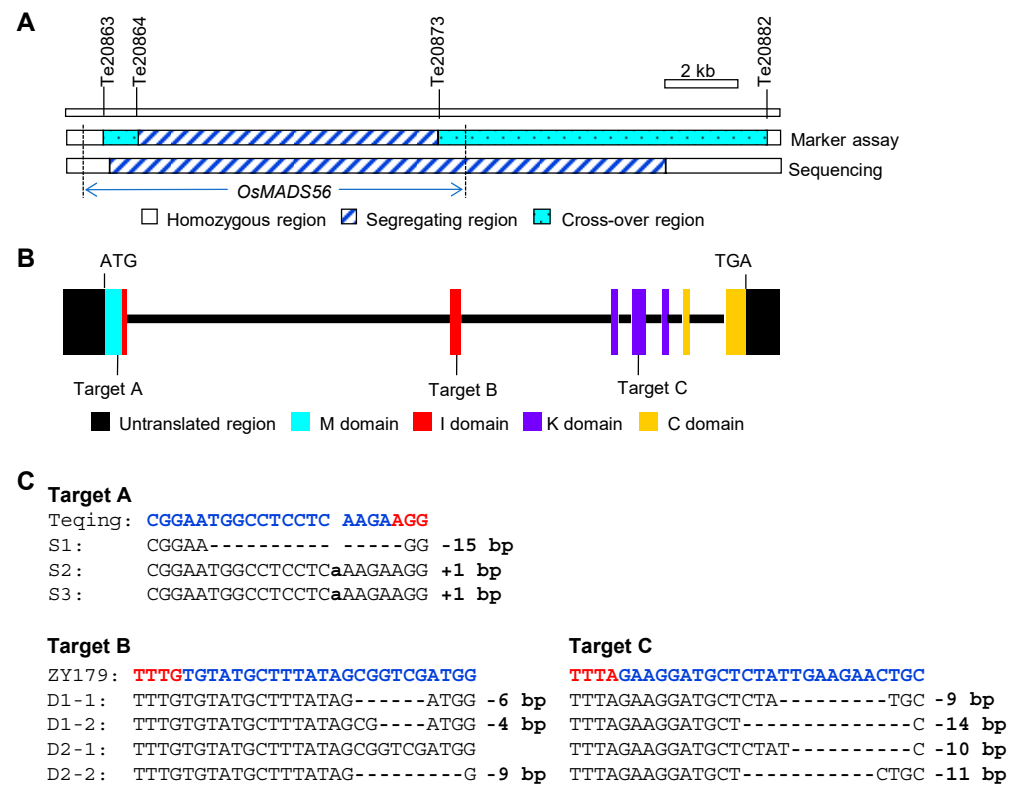 A
Te20863
Te20864
Te20873
Te20882
2 kb
Marker assay
Sequencing
OsMADS56
Homozygous region Segregating region Cross-over region
B
ATG TGA
Target A Target B Target C
Untranslated region M domain I domain K domain C domain
C
Target A
Teqing: CGGAATGGCCTCCTC AAGAAGG
S1: CGGAA---------- -----GG -15 bp
S2: CGGAATGGCCTCCTCaAAGAAGG +1 bp
S3: CGGAATGGCCTCCTCaAAGAAGG +1 bp
Target B
ZY179: TTTGTGTATGCTTTATAGCGGTCGATGG
D1-1: TTTGTGTATGCTTTATAG------ATGG -6 bp
D1-2: TTTGTGTATGCTTTATAGCG----ATGG -4 bp
D2-1: TTTGTGTATGCTTTATAGCGGTCGATGG
D2-2: TTTGTGTATGCTTTATAG---------G -9 bp
Target C
TTTAGAAGGATGCTCTATTGAAGAACTGC
TTTAGAAGGATGCTCTA---------TGC -9 bp
TTTAGAAGGATGCT--------------C -14 bp
TTTAGAAGGATGCTCTAT----------C -10 bp
TTTAGAAGGATGCT-----------CTGC -11 bp